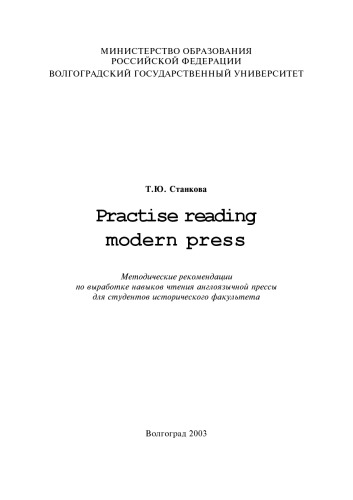 МИНИСТЕРСТВО ОБРАЗОВАНИЯ
РОССИЙСКОЙ ФЕДЕРАЦИИ
ВОЛГОГРАДСКИЙ ГОСУДАРСТВЕННЫЙ УНИВЕРСИТЕТ
Т.Ю. Станкова
Practise reading
modern press
Методические рекомендации
по выработке навыков чтения англоязычной прессы
для студентов исторического факультета
Волгоград 2003